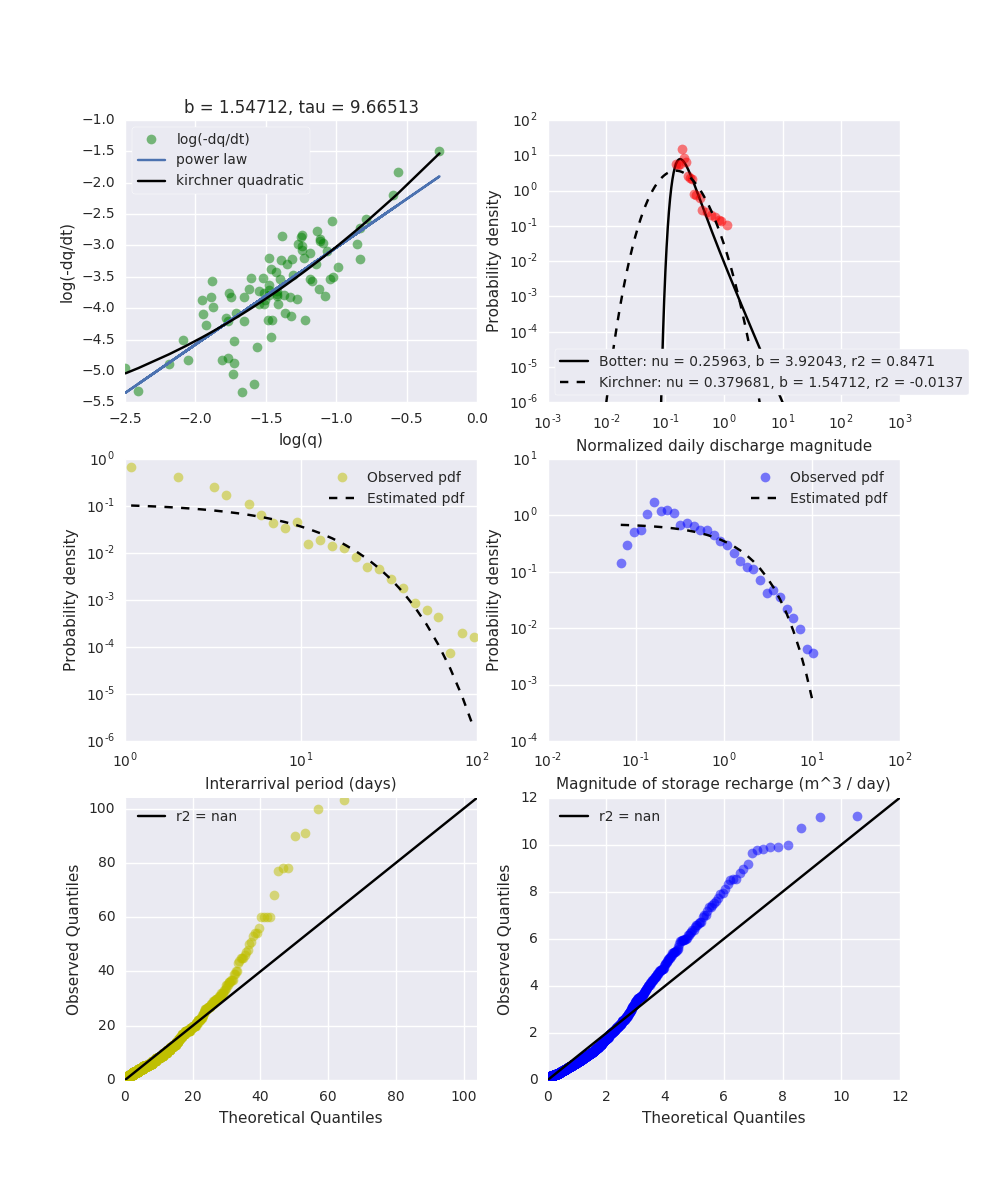 b = 1.54712, tau = 9.66513
−1.0
−1.5
−2.0
−2.5
−3.0
−3.5
−4.0
−4.5
−5.0
−5.5
log(-dq/dt)
log(-dq/dt)
power law
kirchner quadratic
−2.5 −2.0 −1.5 −1.0 −0.5 0.0
log(q)
10^2
10^1
10^0
10^-1
10^-2
10^-3
10^-4
10^-5
10^-6
Probability density
Botter: nu = 0.25963, b = 3.92043, r2 = 0.8471
Kirchner: nu = 0.379681, b = 1.54712, r2 = -0.0137
10^-3 10^-2 10^-1 10^0 10^1 10^2 10^3
Normalized daily discharge magnitude
10^0
10^-1
10^-2
10^-3
10^-4
10^-5
10^-6
Probability density
Observed pdf
Estimated pdf
10^0 10^1 10^2
Interarrival period (days)
10^1
10^0
10^-1
10^-2
10^-3
10^-4
Probability density
Observed pdf
Estimated pdf
10^-2 10^-1 10^0 10^1 10^2
Magnitude of storage recharge (m^3 / day)
100
80
60
40
20
0
Observed Quantiles
r2 = nan
0 20 40 60 80 100
Theoretical Quantiles
12
10
8
6
4
2
0
Observed Quantiles
r2 = nan
0 2 4 6 8 10 12
Theoretical Quantiles